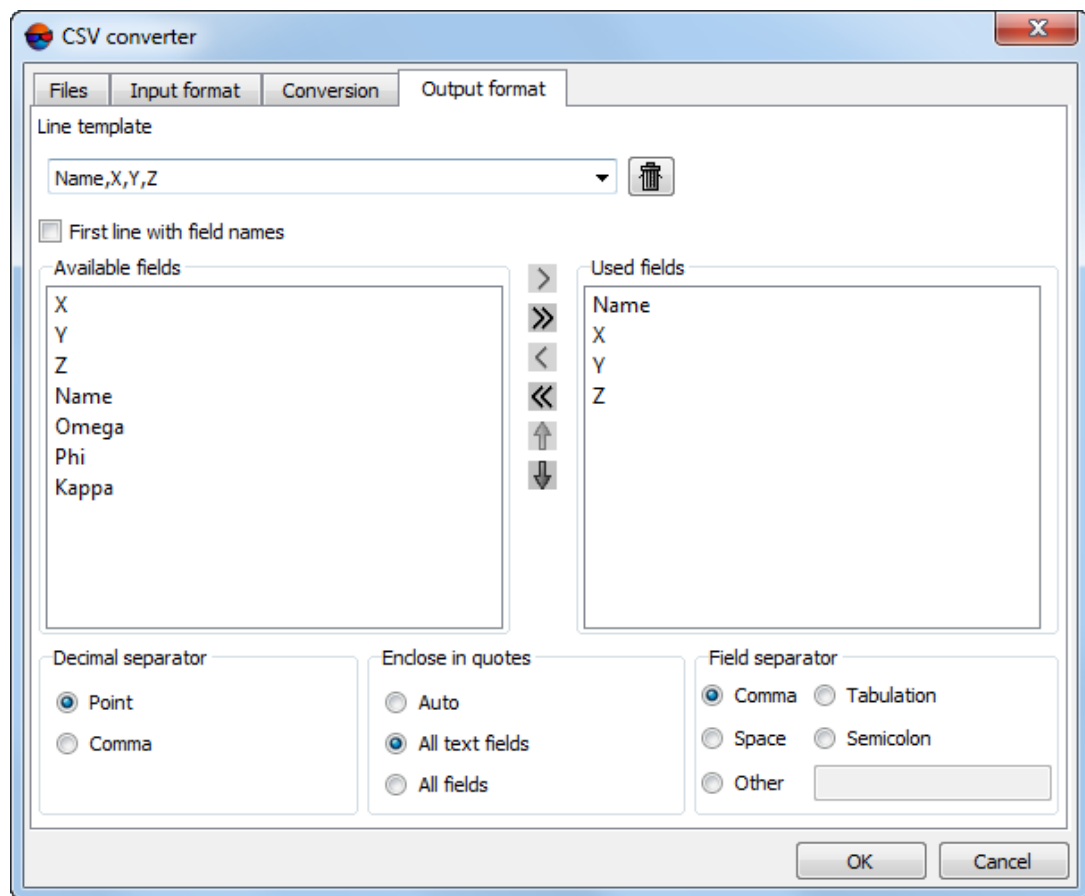 CSV converter
Files Input format Conversion Output format
Line template
Name,X,Y,Z
First line with field names
Available fields
X
Y
Z
Name
Omega
Phi
Kappa
Used fields
Name
X
Y
Z
Decimal separator
Point
Comma
Enclose in quotes
Auto
All text fields
All fields
Field separator
Comma Tabulation
Space Semicolon
Other
OK Cancel